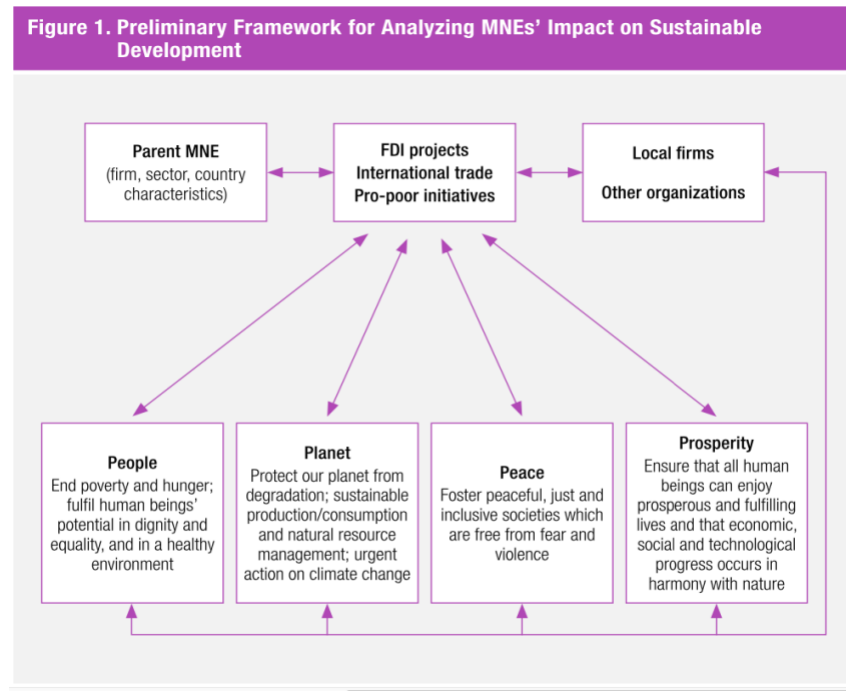 Figure 1. Preliminary Framework for Analyzing MNEs’ Impact on Sustainable
Development
Parent MNE
(firm, sector, country
characteristics)
FDI projects
International trade
Pro-poor initiatives
Local firms
Other organizations
People
End poverty and hunger;
fulfil human beings’
potential in dignity and
equality, and in a healthy
environment
Planet
Protect our planet from
degradation; sustainable
production/consumption
and natural resource
management; urgent
action on climate change
Peace
Foster peaceful, just and
inclusive societies which
are free from fear and
violence
Prosperity
Ensure that all human
beings can enjoy
prosperous and fulfilling
lives and that economic,
social and technological
progress occurs in
harmony with nature